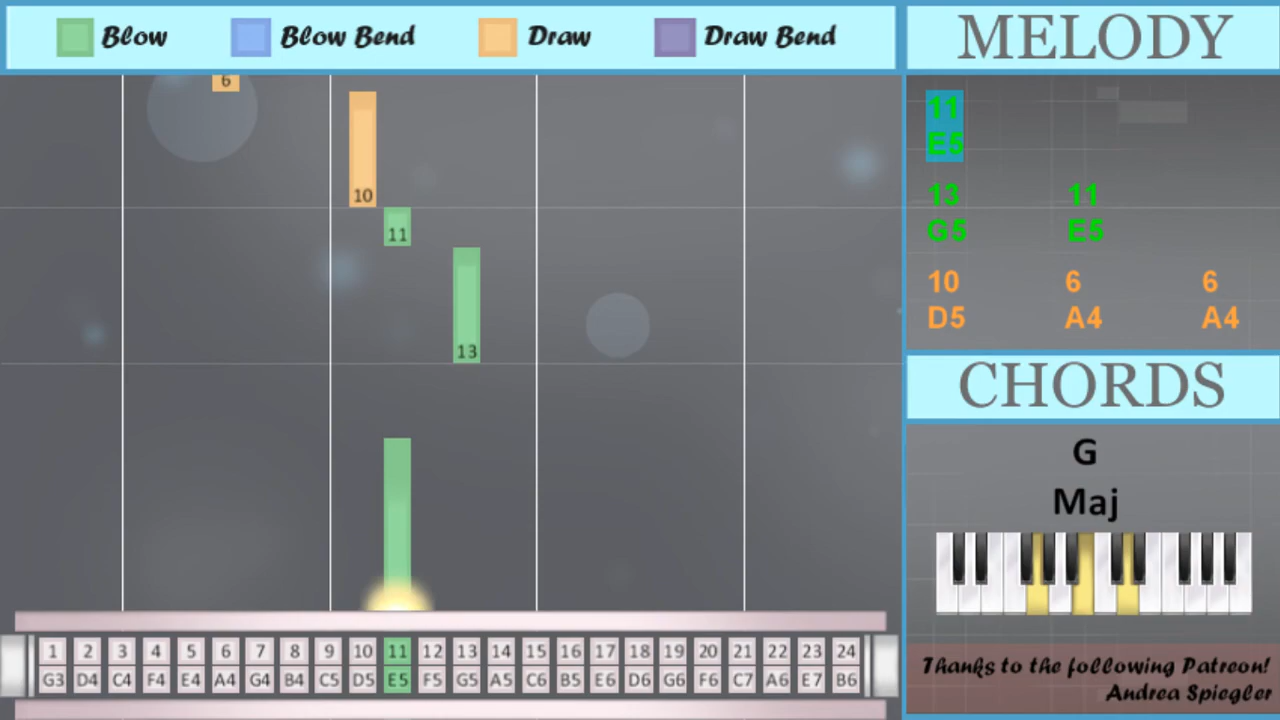 Blow Blow Bend Draw Draw Bend
MELODY
6
10
11
13
11
E5
13 11
G5 E5
10 6 6
D5 A4 A4
CHORDS
G
Maj
1 2 3 4 5 6 7 8 9 10 11 12 13 14 15 16 17 18 19 20 21 22 23 24
G3 D4 C4 F4 E4 A4 G4 B4 C5 D5 E5 F5 G5 A5 C6 B5 E6 D6 G6 F6 C7 A6 E7 B6
Thanks to the following Patreon!
Andrea Spiegler